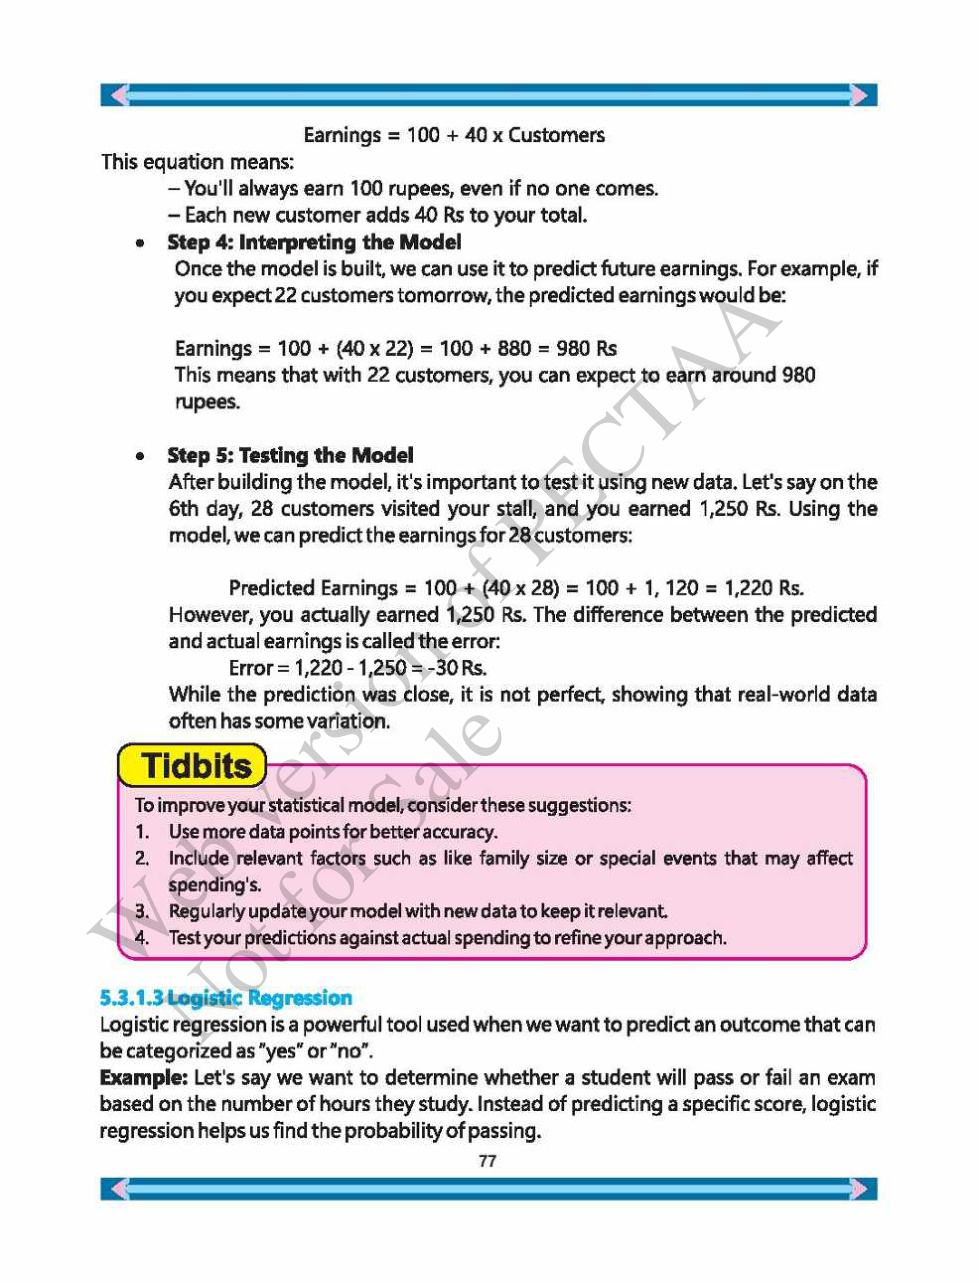 Earnings = 100 + 40 x Customers
This equation means:
– You'll always earn 100 rupees, even if no one comes.
– Each new customer adds 40 Rs to your total.
• Step 4: Interpreting the Model
Once the model is built, we can use it to predict future earnings. For example, if
you expect 22 customers tomorrow, the predicted earnings would be:
Earnings = 100 + (40 x 22) = 100 + 880 = 980 Rs
This means that with 22 customers, you can expect to earn around 980
rupees.
• Step 5: Testing the Model
After building the model, it's important to test it using new data. Let's say on the
6th day, 28 customers visited your stall, and you earned 1,250 Rs. Using the
model, we can predict the earnings for 28 customers:
Predicted Earnings = 100 + (40 x 28) = 100 + 1, 120 = 1,220 Rs.
However, you actually earned 1,250 Rs. The difference between the predicted
and actual earnings is called the error:
Error = 1,220 - 1,250 = -30 Rs.
While the prediction was close, it is not perfect, showing that real-world data
often has some variation.
Tidbits
To improve your statistical model, consider these suggestions:
1. Use more data points for better accuracy.
2. Include relevant factors such as like family size or special events that may affect
spending's.
3. Regularly update your model with new data to keep it relevant.
4. Test your predictions against actual spending to refine your approach.
5.3.1.3 Logistic Regression
Logistic regression is a powerful tool used when we want to predict an outcome that can
be categorized as "yes" or "no".
Example: Let's say we want to determine whether a student will pass or fail an exam
based on the number of hours they study. Instead of predicting a specific score, logistic
regression helps us find the probability of passing.
77
Web Version of PECTAA
Not for Sale